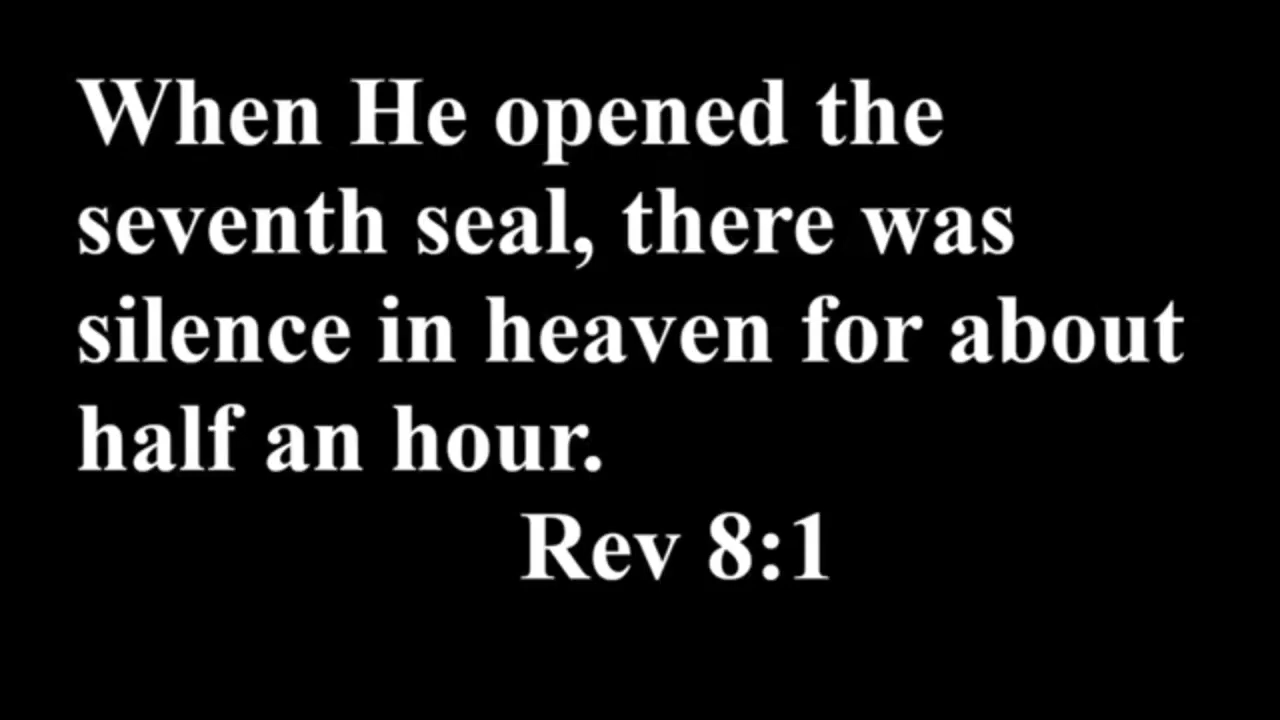 When He opened the
seventh seal, there was
silence in heaven for about
half an hour.
Rev 8:1